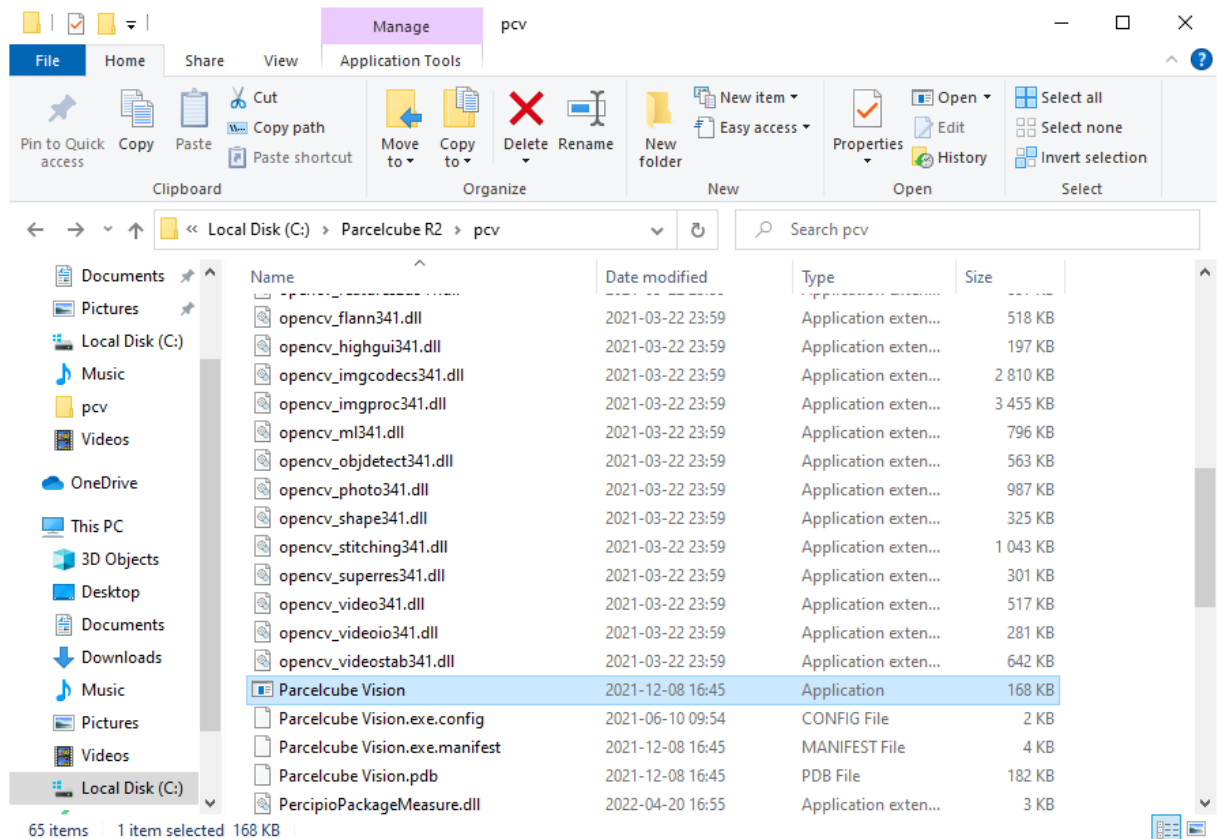 Manage pcv
File Home Share View Application Tools
Pin to Quick access Copy Paste Cut Copy path Paste shortcut
Move to Copy to Delete Rename New folder New item Easy access
Properties Open Edit History Select all Select none Invert selection
Clipboard Organize New Open Select
« Local Disk (C:) Parcelcube R2 pcv Search pcv
Documents
Pictures
Local Disk (C:)
Music
pcv
Videos
OneDrive
This PC
3D Objects
Desktop
Documents
Downloads
Music
Pictures
Videos
Local Disk (C:)
Name Date modified Type Size
opencv_flann341.dll 2021-03-22 23:59 Application exten... 518 KB
opencv_highgui341.dll 2021-03-22 23:59 Application exten... 197 KB
opencv_imgcodecs341.dll 2021-03-22 23:59 Application exten... 2 810 KB
opencv_imgproc341.dll 2021-03-22 23:59 Application exten... 3 455 KB
opencv_ml341.dll 2021-03-22 23:59 Application exten... 796 KB
opencv_objdetect341.dll 2021-03-22 23:59 Application exten... 563 KB
opencv_photo341.dll 2021-03-22 23:59 Application exten... 987 KB
opencv_shape341.dll 2021-03-22 23:59 Application exten... 325 KB
opencv_stitching341.dll 2021-03-22 23:59 Application exten... 1 043 KB
opencv_superres341.dll 2021-03-22 23:59 Application exten... 301 KB
opencv_video341.dll 2021-03-22 23:59 Application exten... 517 KB
opencv_videoio341.dll 2021-03-22 23:59 Application exten... 281 KB
opencv_videostab341.dll 2021-03-22 23:59 Application exten... 642 KB
Parcelcube Vision 2021-12-08 16:45 Application 168 KB
Parcelcube Vision.exe.config 2021-06-10 09:54 CONFIG File 2 KB
Parcelcube Vision.exe.manifest 2021-12-08 16:45 MANIFEST File 4 KB
Parcelcube Vision.pdb 2021-12-08 16:45 PDB File 182 KB
PercipioPackageMeasure.dll 2022-04-20 16:55 Application exten... 3 KB
65 items 1 item selected 168 KB